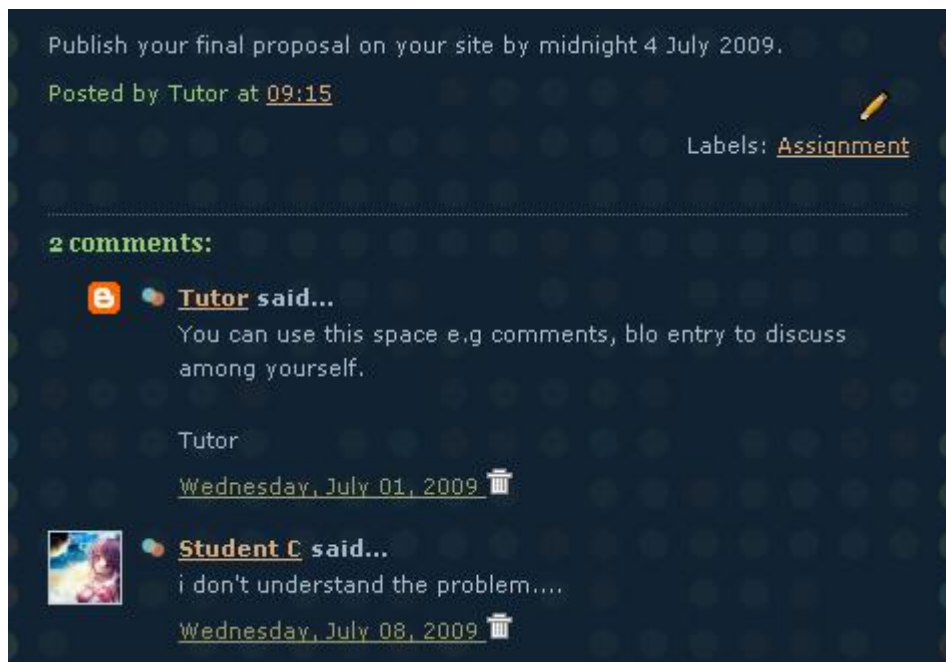 Publish your final proposal on your site by midnight 4 July 2009.
Posted by Tutor at 09:15
Labels: Assignment
2 comments:
Tutor said...
You can use this space e.g comments, blo entry to discuss
among yourself.
Tutor
Wednesday, July 01, 2009
Student C said...
i don't understand the problem....
Wednesday, July 08, 2009